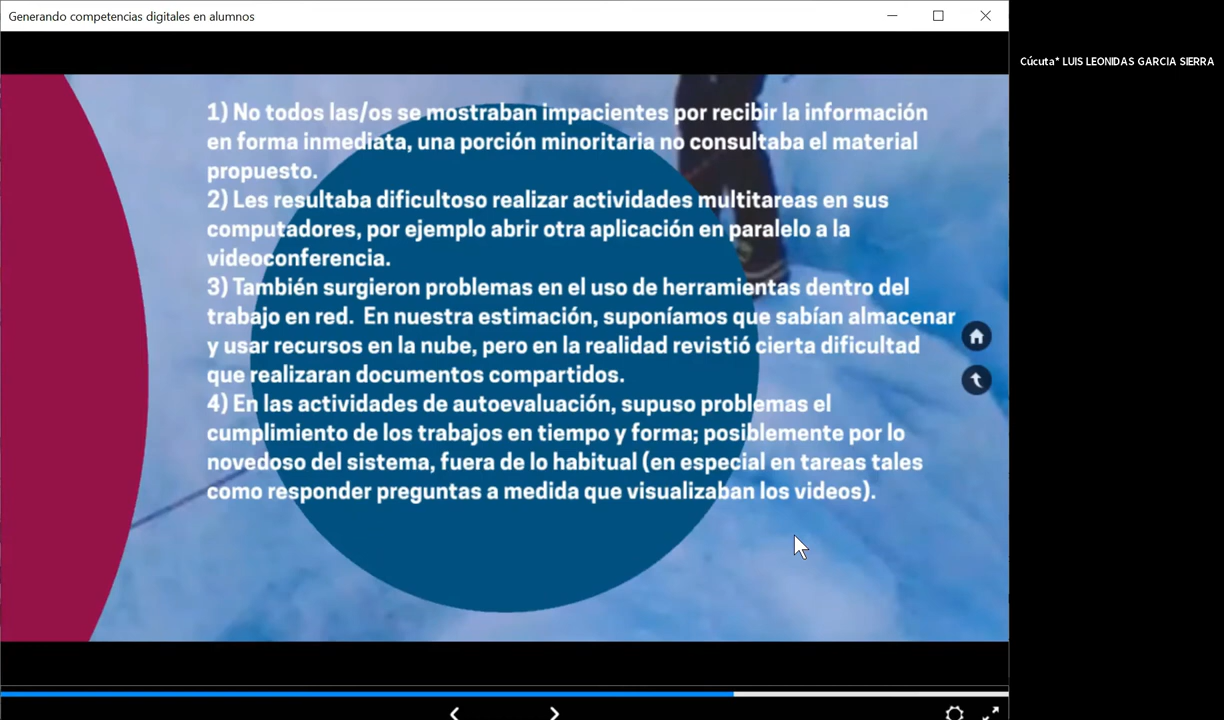 Generando competencias digitales en alumnos
Cúcuta* LUIS LEONIDAS GARCIA SIERRA
1) No todos las/os se mostraban impacientes por recibir la información
en forma inmediata, una porción minoritaria no consultaba el material
propuesto.
2) Les resultaba dificultoso realizar actividades multitareas en sus
computadores, por ejemplo abrir otra aplicación en paralelo a la
videoconferencia.
3) También surgieron problemas en el uso de herramientas dentro del
trabajo en red. En nuestra estimación, suponíamos que sabían almacenar
y usar recursos en la nube, pero en la realidad revistió cierta dificultad
que realizaran documentos compartidos.
4) En las actividades de autoevaluación, supuso problemas el
cumplimiento de los trabajos en tiempo y forma; posiblemente por lo
novedoso del sistema, fuera de lo habitual (en especial en tareas tales
como responder preguntas a medida que visualizaban los videos).